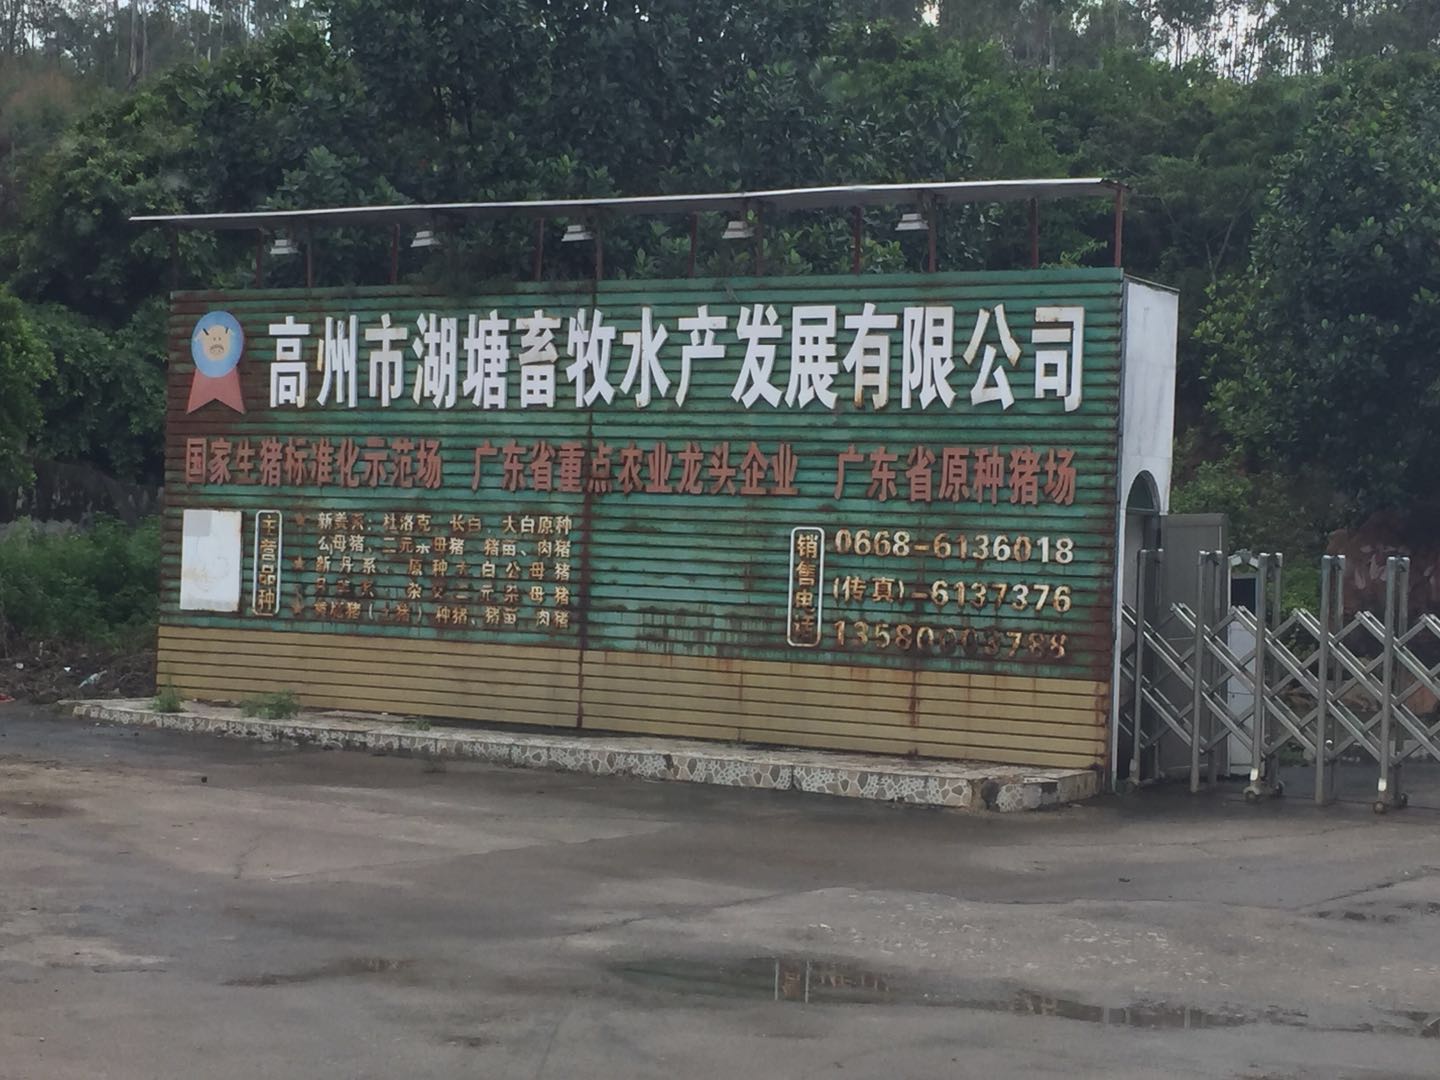 高州市湖塘畜牧水产发展有限公司
国家生猪标准化示范场 广东省重点农业龙头企业 广东省原种猪场
主营品种
★ 新美系：杜洛克 长白 大白原种
公母猪、二元杂母猪 猪苗、肉猪
★ 新丹系：原种大白公母猪
杂交二元杂母猪
猪（土猪）种猪、猪苗 肉猪
销售电话
0668-6136018
(传真)-6137376
13580003788